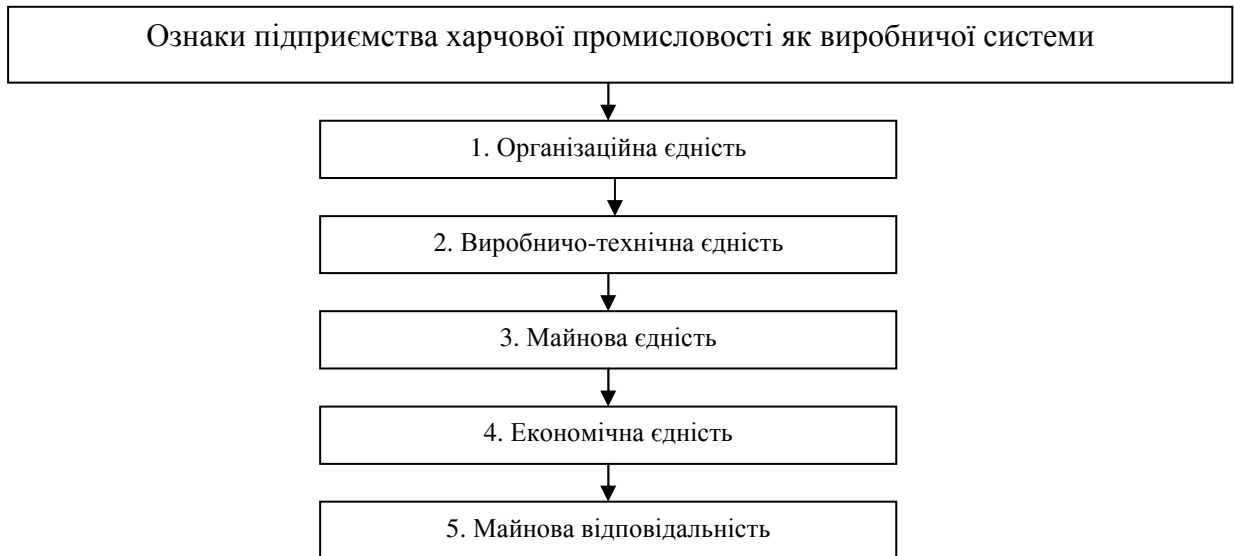 Ознаки підприємства харчової промисловості як виробничої системи
1. Організаційна єдність
2. Виробничо-технічна єдність
3. Майнова єдність
4. Економічна єдність
5. Майнова відповідальність